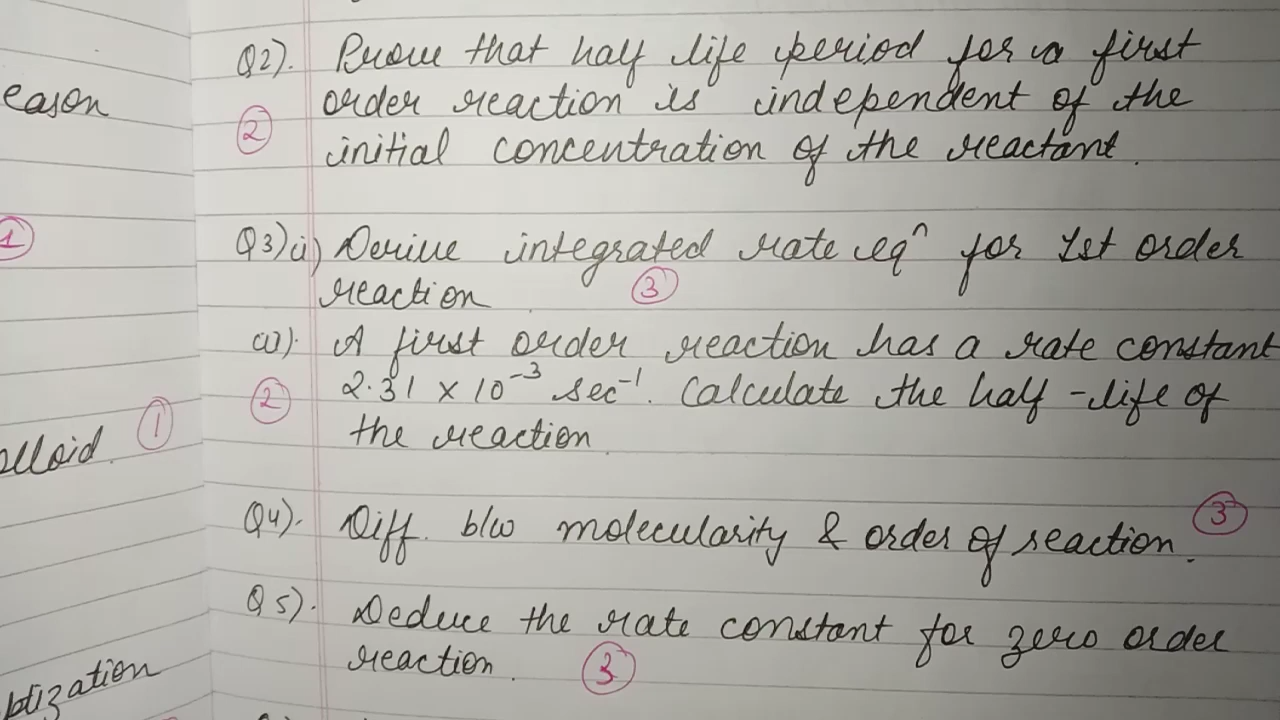 eason
1
olloid. 1
btization
Q2). Prove that half life period for a first
order reaction is independent of the
2
initial concentration of the reactant.
Q3)(i) Derive integrated rate eqⁿ for 1st order
reaction 3
(ii). A first order reaction has a rate constant
2 2.31 × 10⁻³ sec⁻¹. Calculate the half-life of
the reaction
Q4). Diff. b/w molecularity & order of reaction. 3
Q5). Deduce the rate constant for zero order
reaction. 3